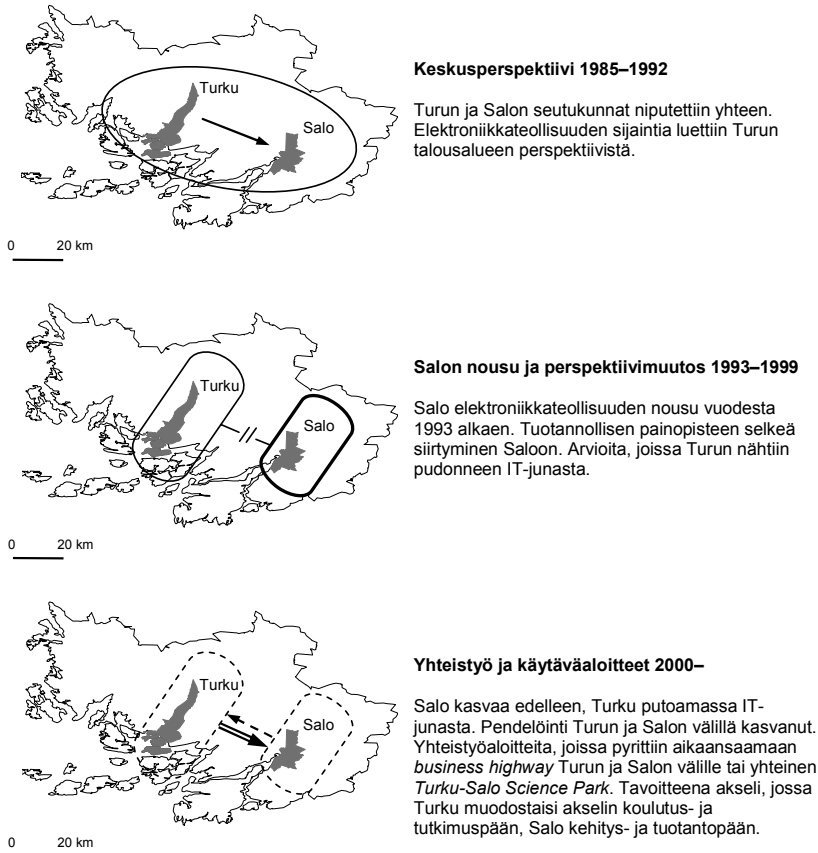 Turku
Salo
0 20 km
Keskusperspektiivi 1985–1992
Turun ja Salon seutukunnat niputettiin yhteen.
Elektroniikkateollisuuden sijaintia luettiin Turun
talousalueen perspektiivistä.
Turku
Salo
0 20 km
Salon nousu ja perspektiivimuutos 1993–1999
Salo elektroniikkateollisuuden nousu vuodesta
1993 alkaen. Tuotannollisen painopisteen selkeä
siirtyminen Saloon. Arvioita, joissa Turun nähtiin
pudonneen IT-junasta.
Turku
Salo
0 20 km
Yhteistyö ja käytäväaloitteet 2000–
Salo kasvaa edelleen, Turku putoamassa IT-
junasta. Pendelöinti Turun ja Salon välillä kasvanut.
Yhteistyöaloitteita, joissa pyrittiin aikaansaamaan
business highway Turun ja Salon välille tai yhteinen
Turku-Salo Science Park. Tavoitteena akseli, jossa
Turku muodostaisi akselin koulutus- ja
tutkimuspään, Salo kehitys- ja tuotantopään.